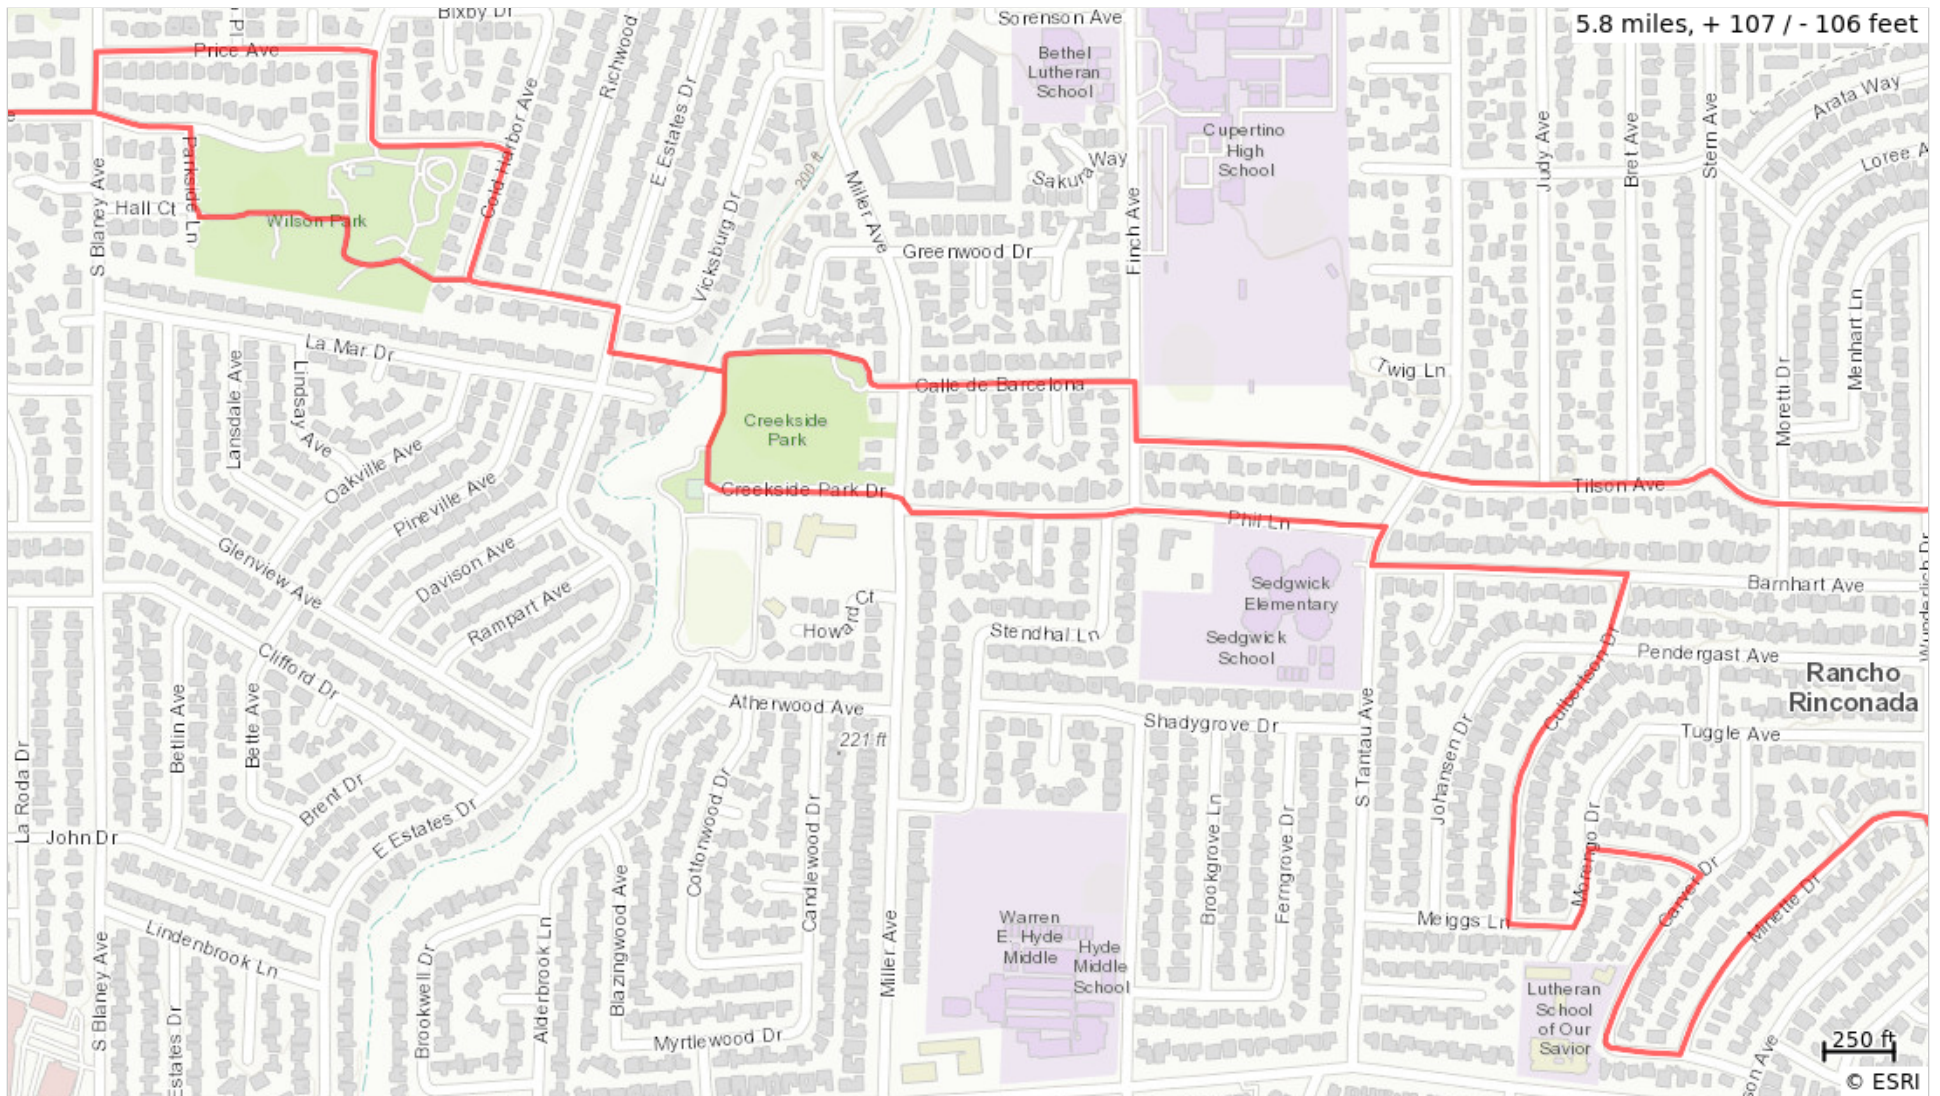 Bixby Dr
Sorenson Ave
5.8 miles, + 107 / - 106 feet
Price Ave
Richwood
Bethel
Lutheran
School
E Estates Dr
Cupertino
High
School
Arata Way
Loree A
Judy Ave
Bret Ave
Stern Ave
Parkside Ln
Hall Ct
S Blaney Ave
Wilson Park
200 ft
Miller Ave
Way
Sakura
Finch Ave
Greenwood Dr
Vicksburg Dr
Menhart Ln
Moretti Dr
La Mar Dr
Twig Ln
Calle de Barcelona
Lansdale Ave
Lindsay Ave
Creekside
Park
Oakville Ave
Pineville Ave
Creekside Park Dr
Tilson Ave
Phil Ln
Glenview Ave
Davison Ave
Rampart Ave
Sedgwick
Elementary
Sedgwick
School
Barnhart Ave
Wunderlich Dr
Ct
Howard
Stendhal Ln
Clifford Dr
Culbertson Dr
Pendergast Ave
Rancho
Rinconada
Atherwood Ave
221 ft
Shadygrove Dr
S Tantau Ave
Tuggle Ave
Betlin Ave
Bette Ave
La Roda Dr
John Dr
Brent Dr
E Estates Dr
Cottonwood Dr
Candlewood Dr
Johansen Dr
Brookgrove Ln
Ferngrove Dr
Morengo Dr
Carver Dr
Minette Dr
Meiggs Ln
Lindenbrook Ln
S Blaney Ave
Estates Dr
Brookwell Dr
Alderbrook Ln
Blazingwood Ave
Miller Ave
Warren
E. Hyde
Middle
Hyde
Middle
School
Lutheran
School
of Our
Savior
Myrtlewood Dr
son Ave
250 ft
© ESRI